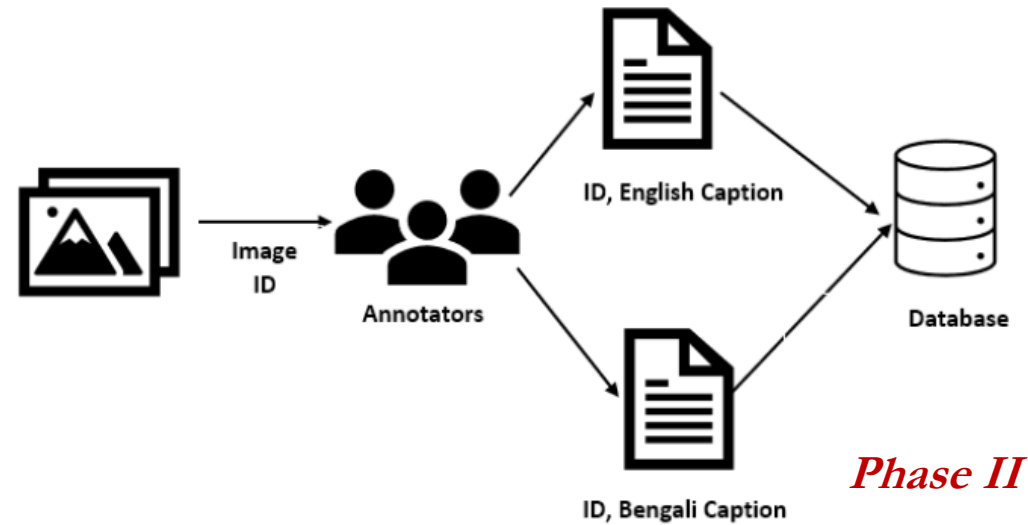 ID, English Caption
Image
ID
Annotators
Database
Phase II
ID, Bengali Caption